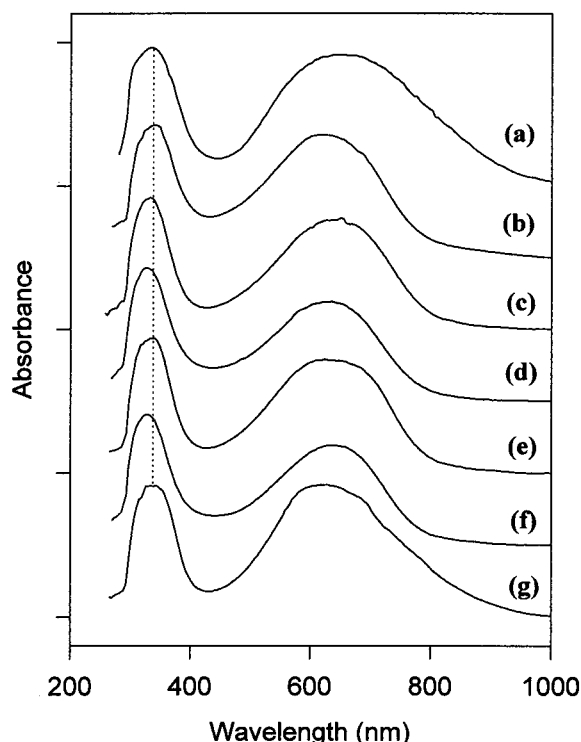 (a)
(b)
(c)
(d)
(e)
(f)
(g)
Absorbance
200 400 600 800 1000
Wavelength (nm)